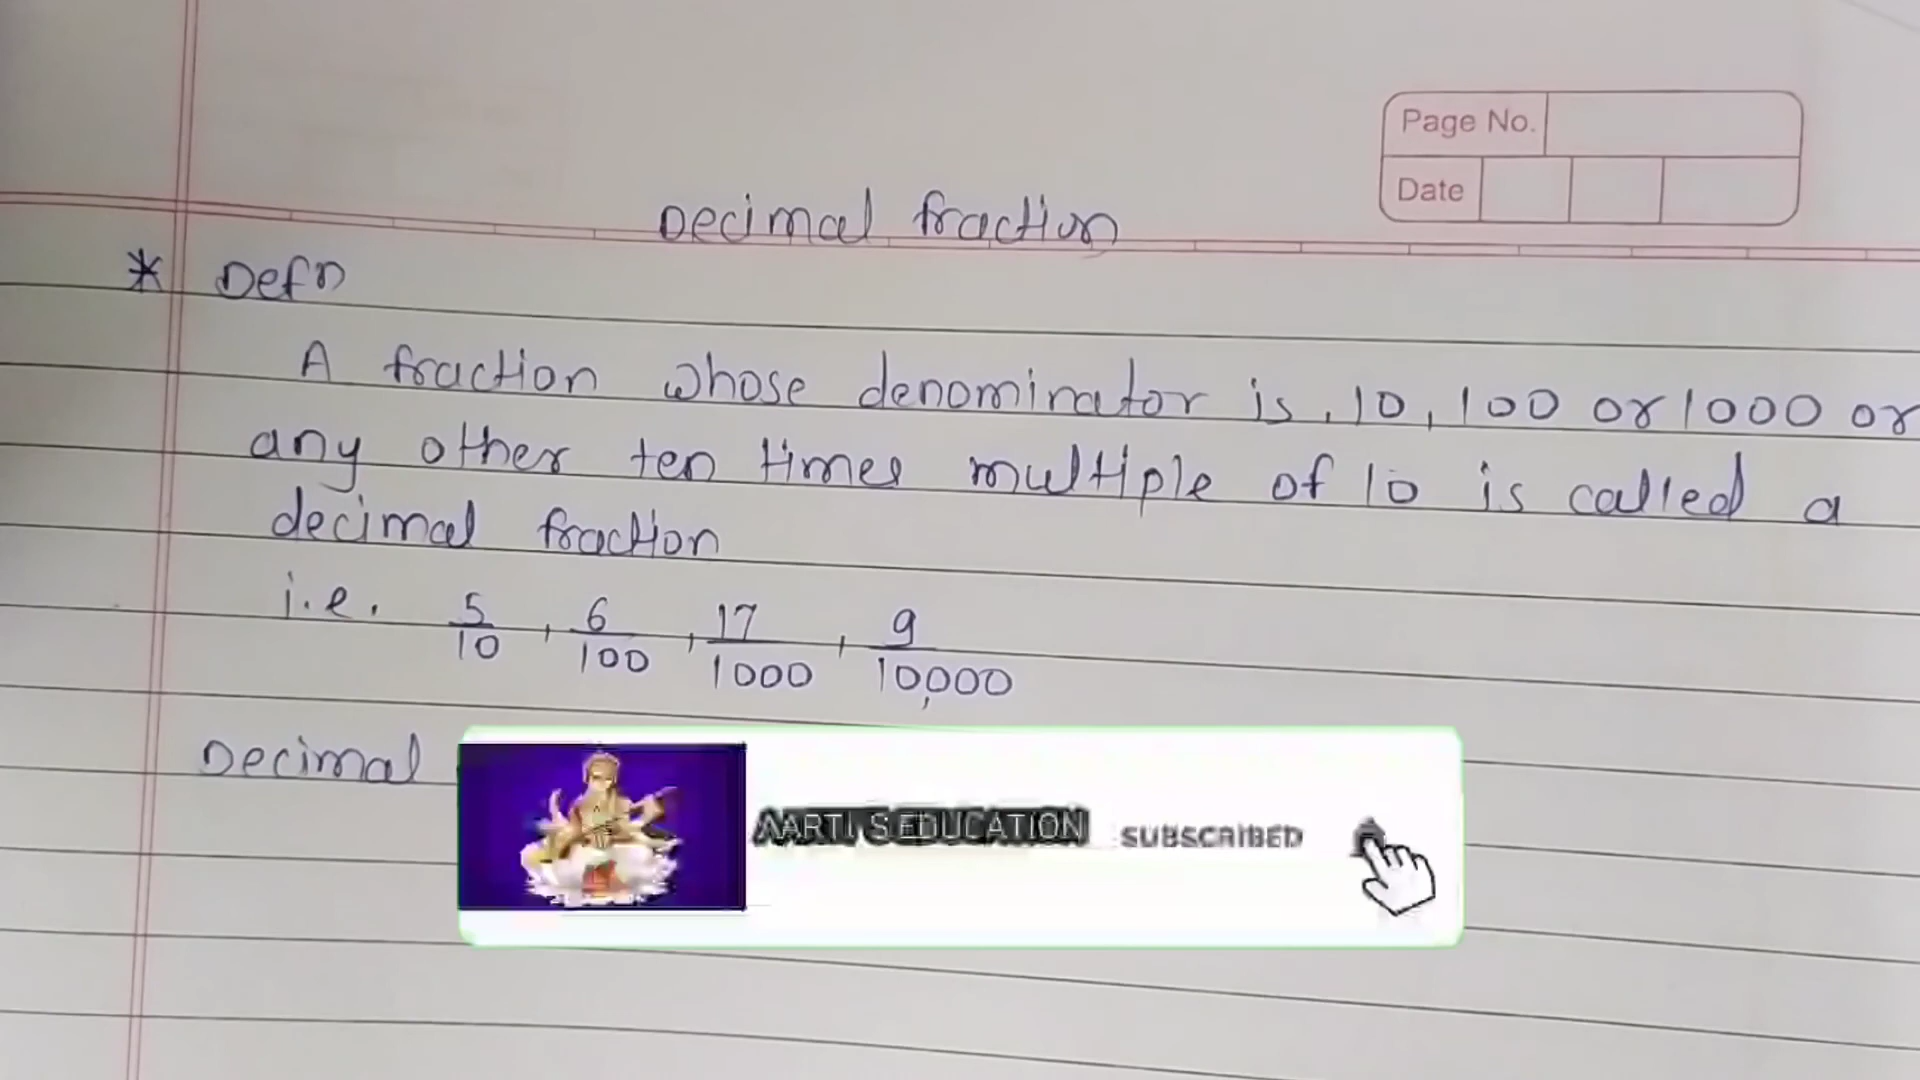 Page No.
Date
Decimal fraction
* Defn
A fraction whose denominator is, 10, 100 or 1000 or
any other ten times multiple of 10 is called a
decimal fraction
i.e. 5/10, 6/100, 17/1000, 9/10,000
Decimal
AARTI'S EDUCATION SUBSCRIBED